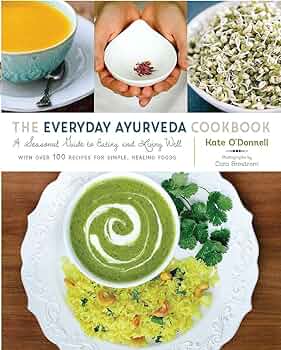 THE EVERYDAY AYURVEDA COOKBOOK
A Seasonal Guide to Eating and Living Well
Kate O'Donnell
WITH OVER 100 RECIPES FOR SIMPLE, HEALING FOODS
Photographs by
Cara Brostrom